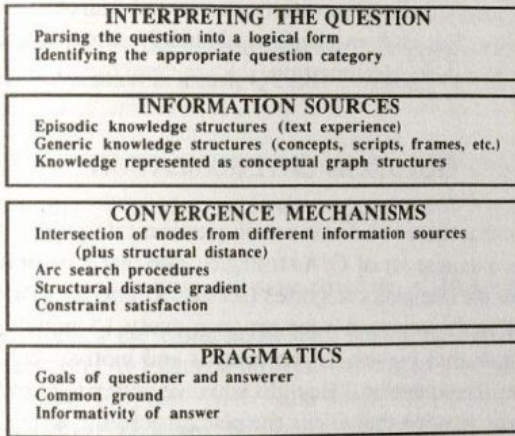 INTERPRETING THE QUESTION
Parsing the question into a logical form
Identifying the appropriate question category
INFORMATION SOURCES
Episodic knowledge structures (text experience)
Generic knowledge structures (concepts, scripts, frames, etc.)
Knowledge represented as conceptual graph structures
CONVERGENCE MECHANISMS
Intersection of nodes from different information sources
(plus structural distance)
Arc search procedures
Structural distance gradient
Constraint satisfaction
PRAGMATICS
Goals of questioner and answerer
Common ground
Informativity of answer